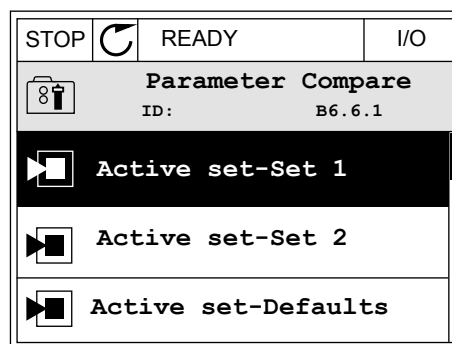 STOP READY I/O
Parameter Compare
ID: B6.6.1
Active set-Set 1
Active set-Set 2
Active set-Defaults